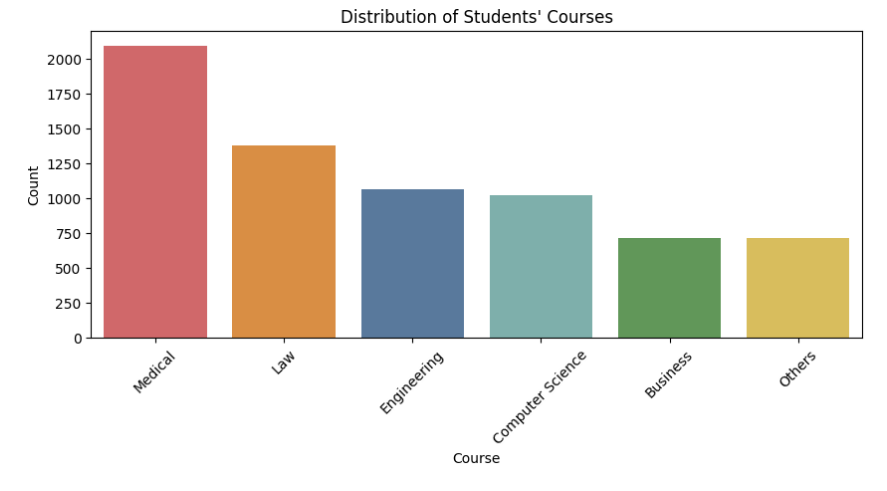 Distribution of Students' Courses
Count
2000
1750
1500
1250
1000
750
500
250
0
Medical
Law
Engineering
Computer Science
Business
Others
Course